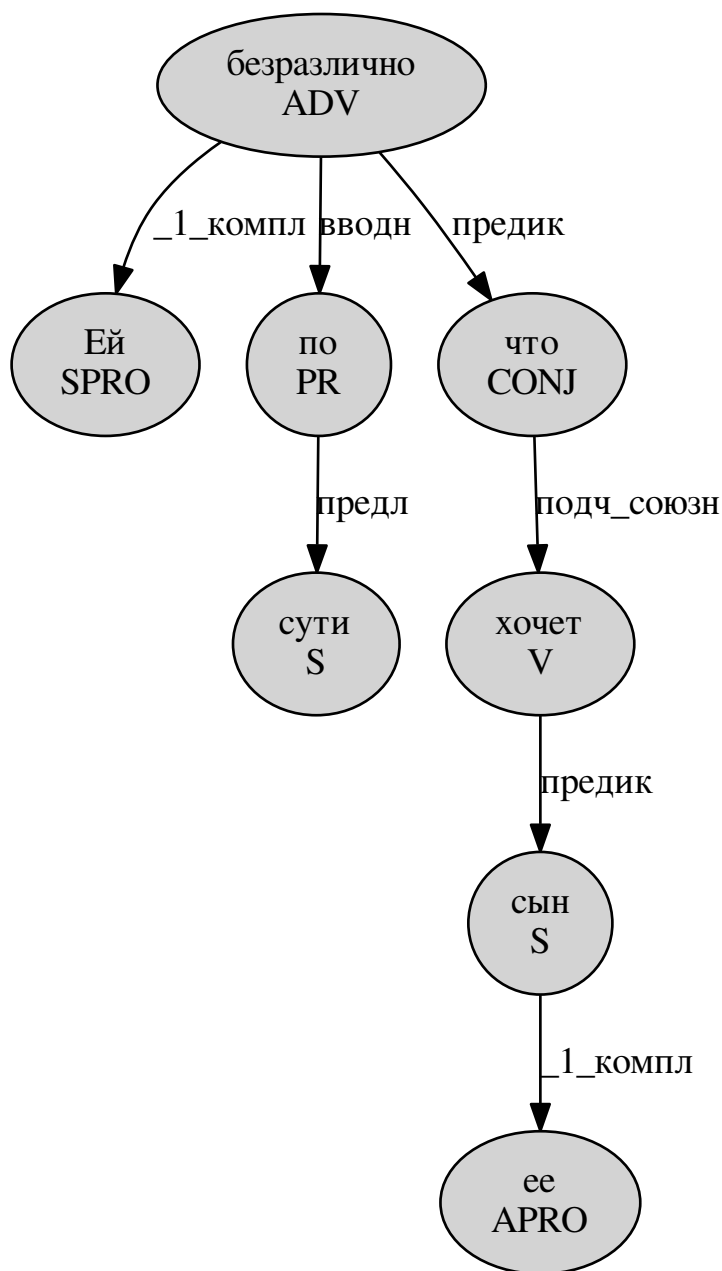 безразлично
ADV
_1_компл
вводн
предик
Ей
SPRO
по
PR
что
CONJ
предл
подч_союзн
сути
S
хочет
V
предик
сын
S
_1_компл
ее
APRO